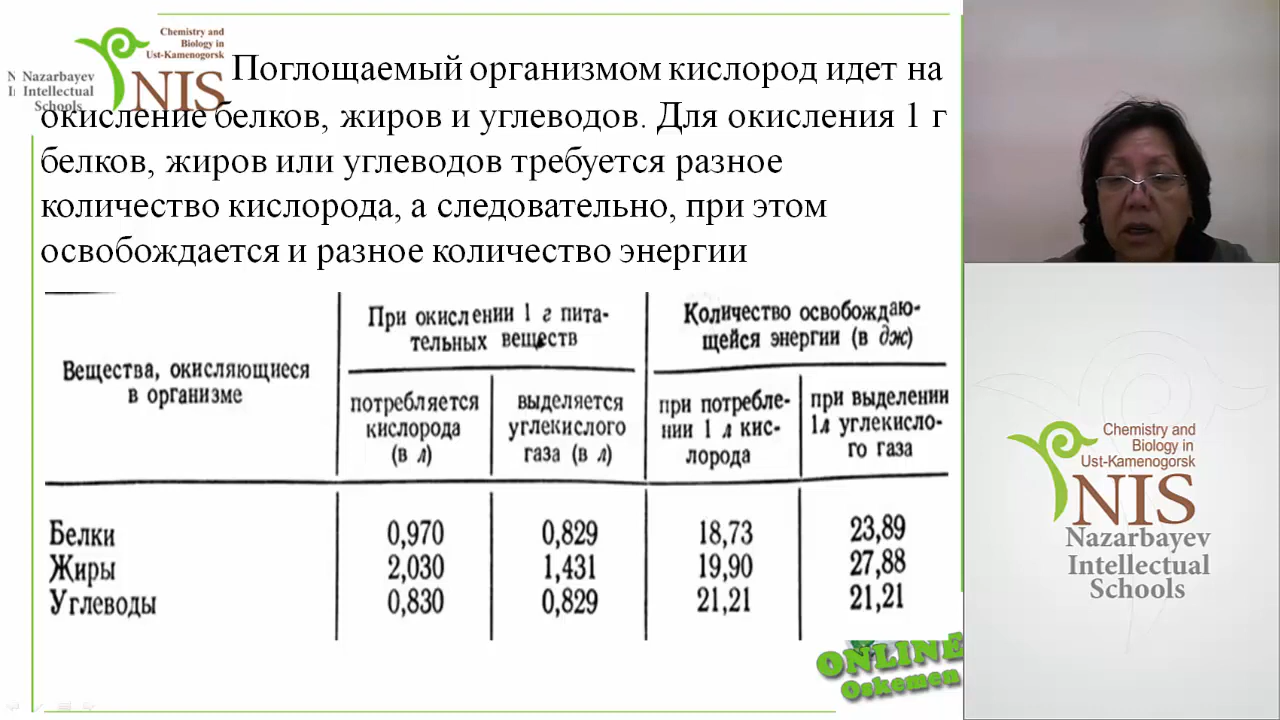 Chemistry and
Biology in
Ust-Kamenogorsk
NIS
Nazarbayev
Intellectual
Schools
Поглощаемый организмом кислород идет на
окисление белков, жиров и углеводов. Для окисления 1 г
белков, жиров или углеводов требуется разное
количество кислорода, а следовательно, при этом
освобождается и разное количество энергии
Вещества, окисляющиеся
в организме
При окислении 1 г пита-
тельных веществ
Количество освобождаю-
щейся энергии (в дж)
потребляется
кислорода
(в л)
выделяется
углекислого
газа (в л)
при потребле-
нии 1 л кис-
лорода
при выделении
1л углекисло-
го газа
Белки 0,970 0,829 18,73 23,89
Жиры 2,030 1,431 19,90 27,88
Углеводы 0,830 0,829 21,21 21,21
ONLINE
Oskemen
Chemistry and
Biology in
Ust-Kamenogorsk
NIS
Nazarbayev
Intellectual
Schools